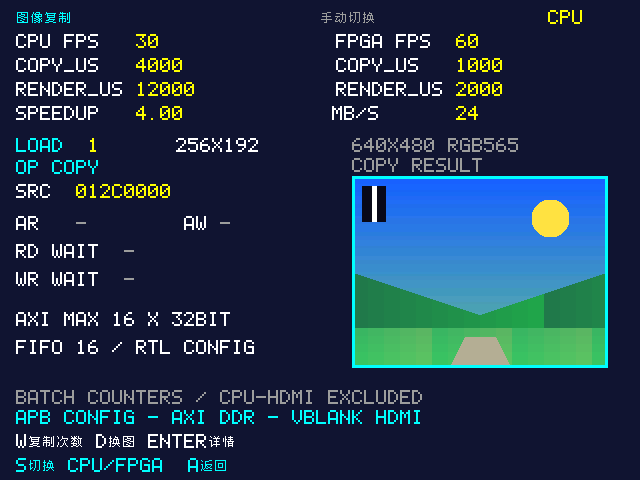 图像复制 手动切换 CPU
CPU FPS 30 FPGA FPS 60
COPY_US 4000 COPY_US 1000
RENDER_US 12000 RENDER_US 2000
SPEEDUP 4.00 MB/S 24
LOAD 1 256X192 640X480 RGB565
OP COPY COPY RESULT
SRC 012C0000
AR - AW -
RD WAIT -
WR WAIT -
AXI MAX 16 X 32BIT
FIFO 16 / RTL CONFIG
BATCH COUNTERS / CPU-HDMI EXCLUDED
APB CONFIG - AXI DDR - VBLANK HDMI
W复制次数 D换图 ENTER详情
S切换 CPU/FPGA A返回